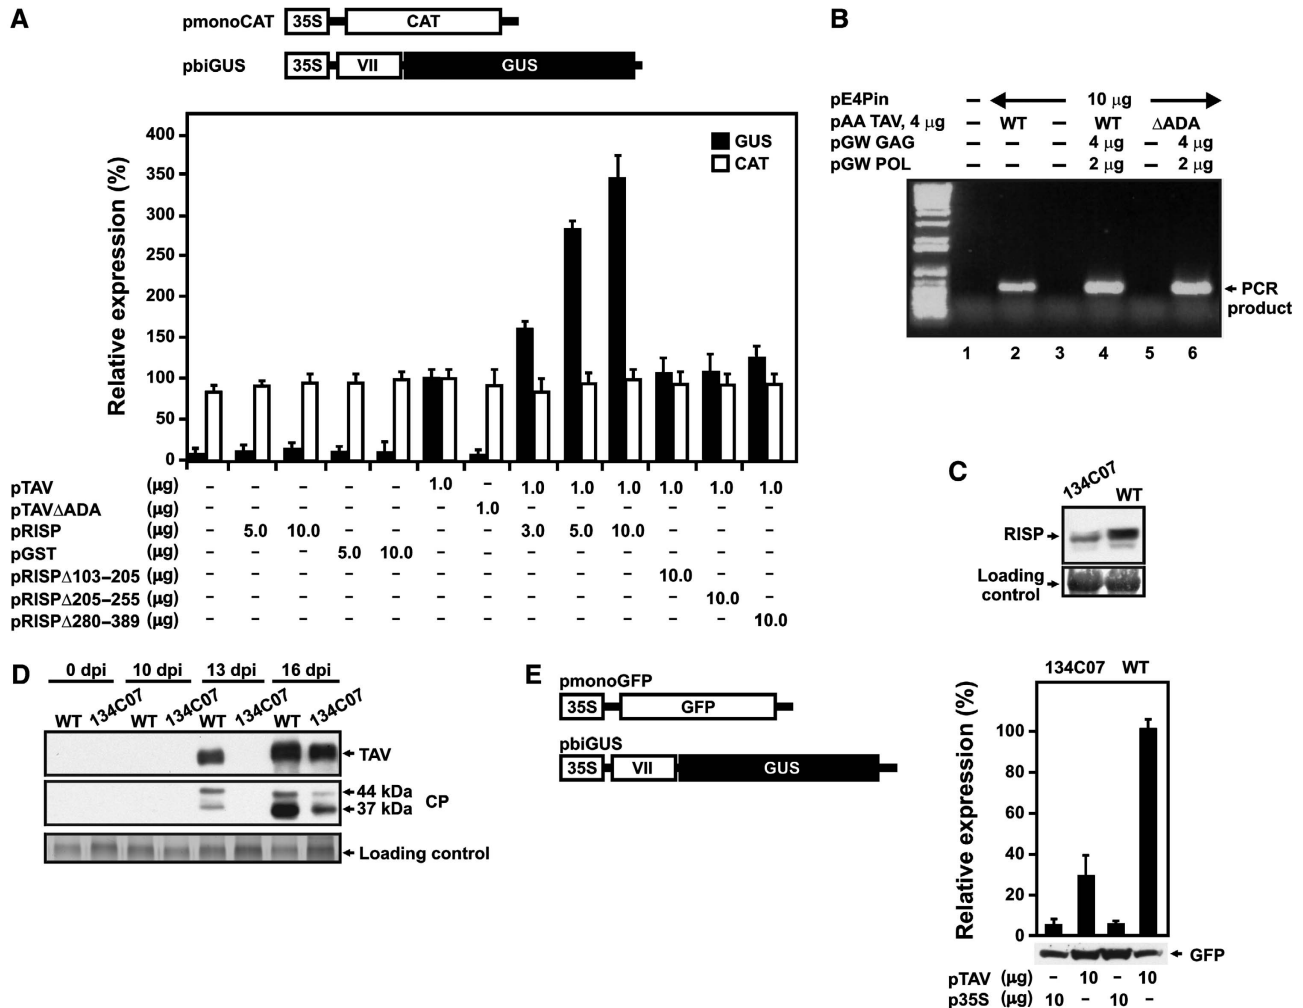 A
pmonoCAT 35S CAT
pbiGUS 35S VII GUS
Relative expression (%)
400
350
300
250
200
150
100
50
0
GUS
CAT
pTAV (µg) – – – – – 1.0 – 1.0 1.0 1.0 1.0 1.0 1.0
pTAVΔADA (µg) – – – – – – 1.0 – – – – – –
pRISP (µg) – 5.0 10.0 – – – – 3.0 5.0 10.0 – – –
pGST (µg) – – – 5.0 10.0 – – – – – – – –
pRISPΔ103–205 (µg) – – – – – – – – – – 10.0 – –
pRISPΔ205–255 (µg) – – – – – – – – – – – 10.0 –
pRISPΔ280–389 (µg) – – – – – – – – – – – – 10.0
B
pE4Pin – 10 µg
pAA TAV, 4 µg – WT – WT ΔADA
pGW GAG – – – 4 µg – 4 µg
pGW POL – – – 2 µg – 2 µg
PCR
product
1 2 3 4 5 6
C
134C07 WT
RISP
Loading
control
D
0 dpi 10 dpi 13 dpi 16 dpi
WT 134C07 WT 134C07 WT 134C07 WT 134C07
TAV
44 kDa
CP
37 kDa
Loading control
E
pmonoGFP
35S GFP
pbiGUS
35S VII GUS
134C07 WT
Relative expression (%)
100
80
60
40
20
0
GFP
pTAV (µg) – 10 – 10
p35S (µg) 10 – 10 –